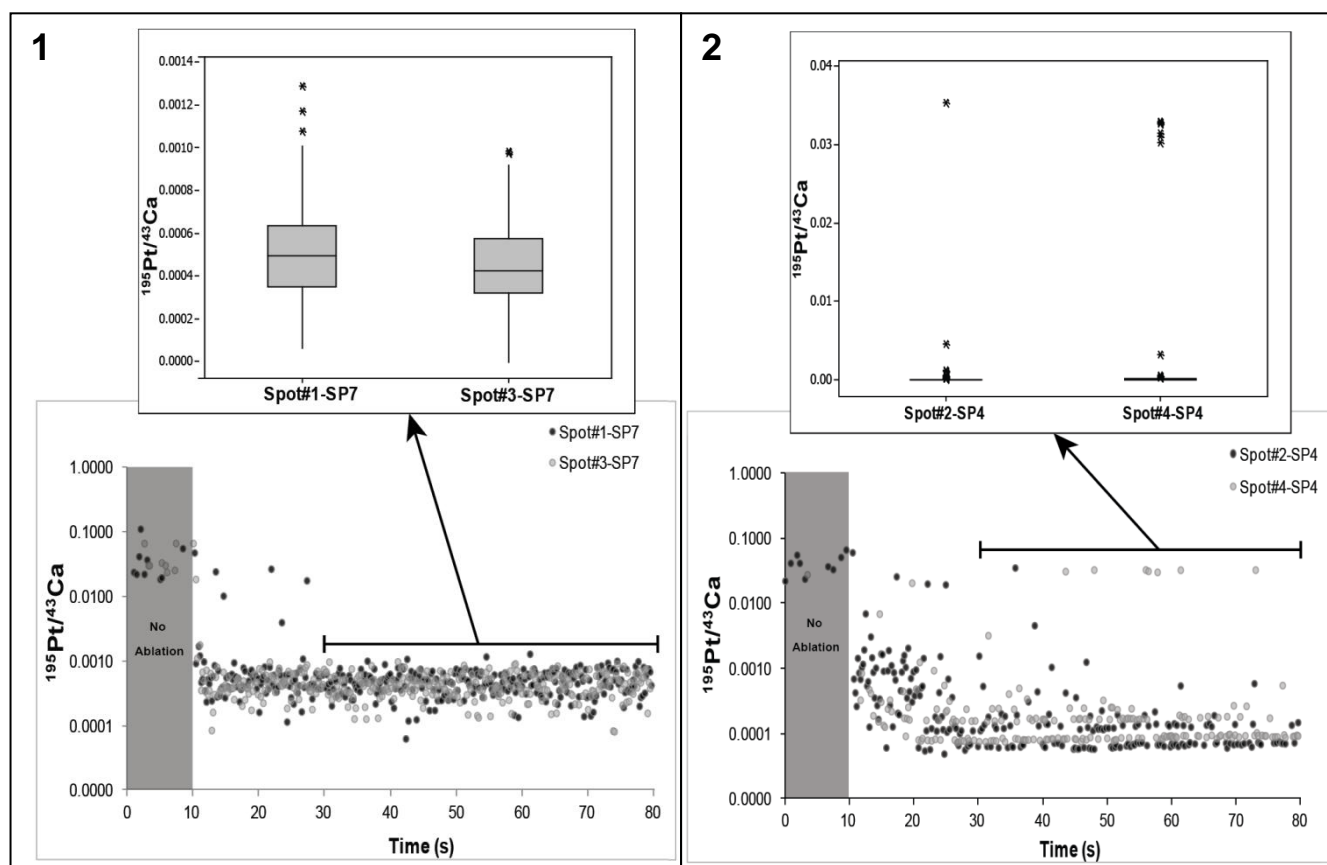 1
0.0014
0.0012
0.0010
0.0008
0.0006
0.0004
0.0002
0.0000
¹⁹⁵Pt/⁴³Ca
Spot#1-SP7 Spot#3-SP7
Spot#1-SP7
Spot#3-SP7
1.0000
0.1000
0.0100
0.0010
0.0001
0.0000
¹⁹⁵Pt/⁴³Ca
No
Ablation
0 10 20 30 40 50 60 70 80
Time (s)
2
0.04
0.03
0.02
0.01
0.00
¹⁹⁵Pt/⁴³Ca
Spot#2-SP4 Spot#4-SP4
Spot#2-SP4
Spot#4-SP4
1.0000
0.1000
0.0100
0.0010
0.0001
0.0000
¹⁹⁵Pt/⁴³Ca
No
Ablation
0 10 20 30 40 50 60 70 80
Time (s)